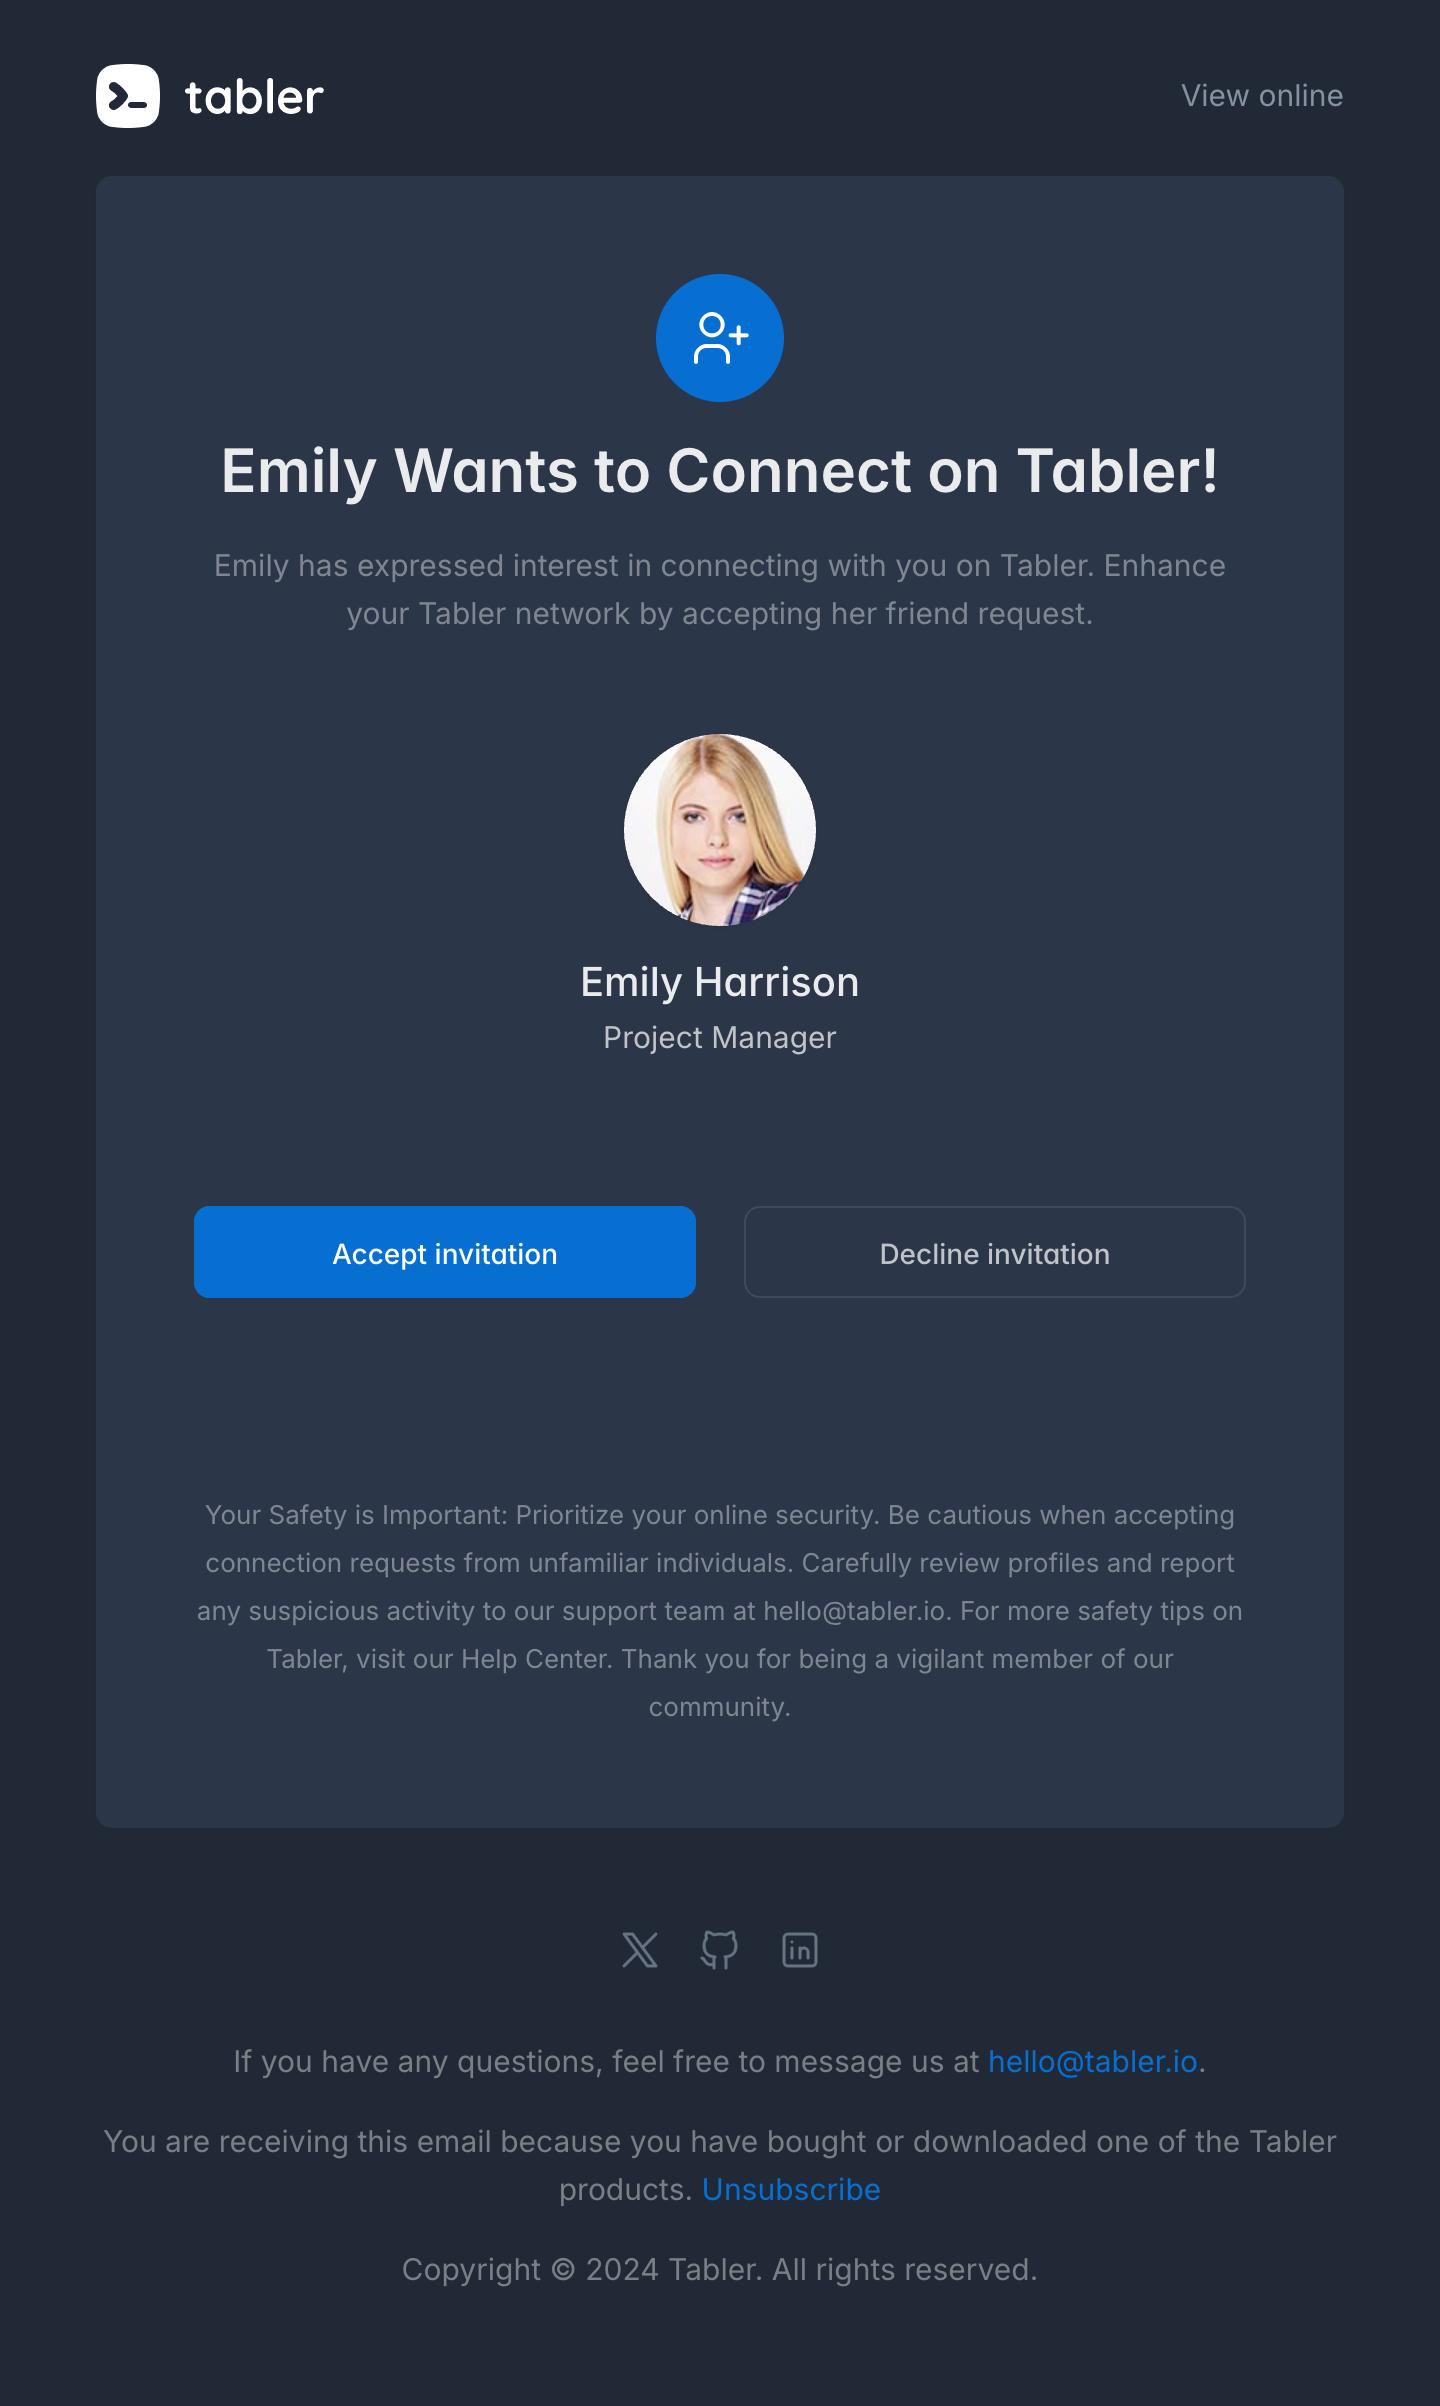 tabler
View online
Emily Wants to Connect on Tabler!
Emily has expressed interest in connecting with you on Tabler. Enhance
your Tabler network by accepting her friend request.
Emily Harrison
Project Manager
Accept invitation
Decline invitation
Your Safety is Important: Prioritize your online security. Be cautious when accepting
connection requests from unfamiliar individuals. Carefully review profiles and report
any suspicious activity to our support team at hello@tabler.io. For more safety tips on
Tabler, visit our Help Center. Thank you for being a vigilant member of our
community.
If you have any questions, feel free to message us at hello@tabler.io.
You are receiving this email because you have bought or downloaded one of the Tabler
products. Unsubscribe
Copyright © 2024 Tabler. All rights reserved.